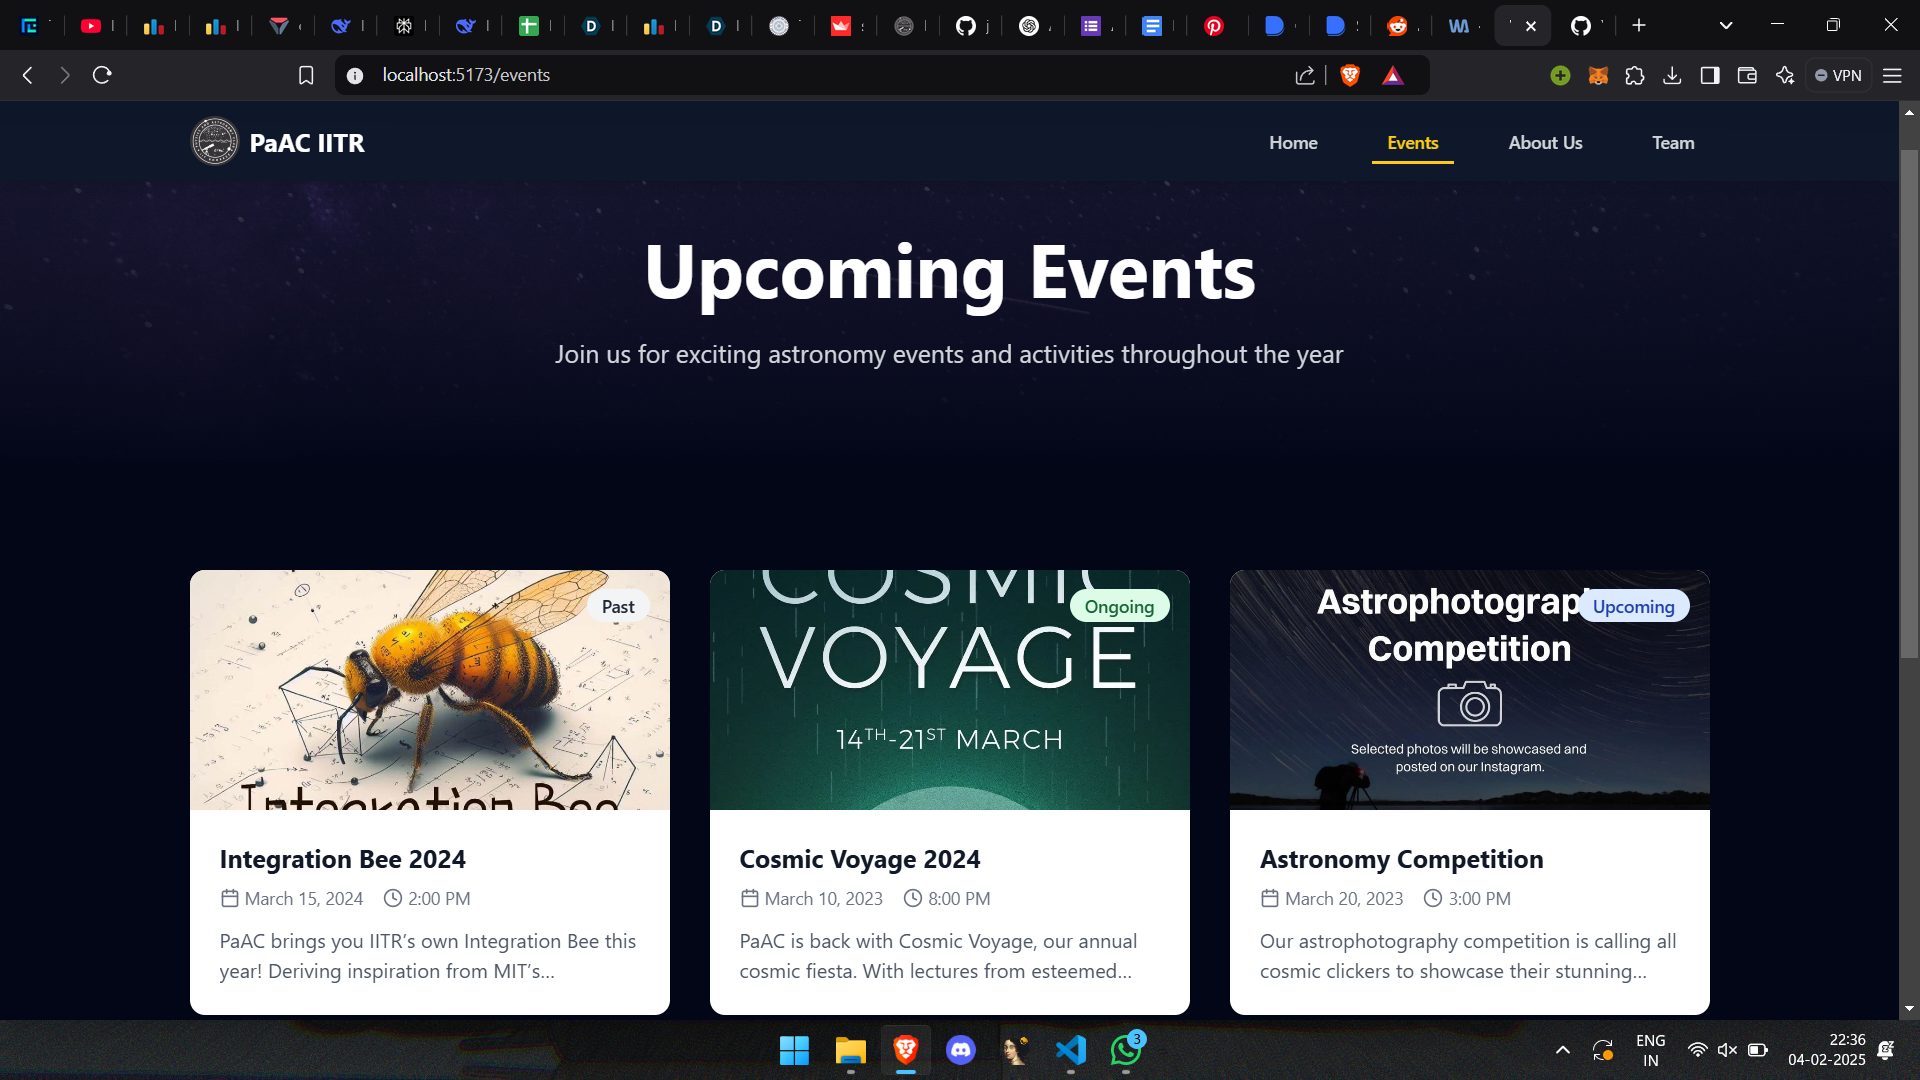 localhost:5173/events
VPN
PaAC IITR
Home
Events
About Us
Team
Upcoming Events
Join us for exciting astronomy events and activities throughout the year
Past
Integration Bee
Integration Bee 2024
March 15, 2024
2:00 PM
PaAC brings you IITR’s own Integration Bee this
year! Deriving inspiration from MIT’s...
COSMIC
Ongoing
VOYAGE
14TH-21ST MARCH
Cosmic Voyage 2024
March 10, 2023
8:00 PM
PaAC is back with Cosmic Voyage, our annual
cosmic fiesta. With lectures from esteemed...
Astrophotograp
Upcoming
Competition
Selected photos will be showcased and
posted on our Instagram.
Astronomy Competition
March 20, 2023
3:00 PM
Our astrophotography competition is calling all
cosmic clickers to showcase their stunning...
3
ENG
IN
22:36
04-02-2025